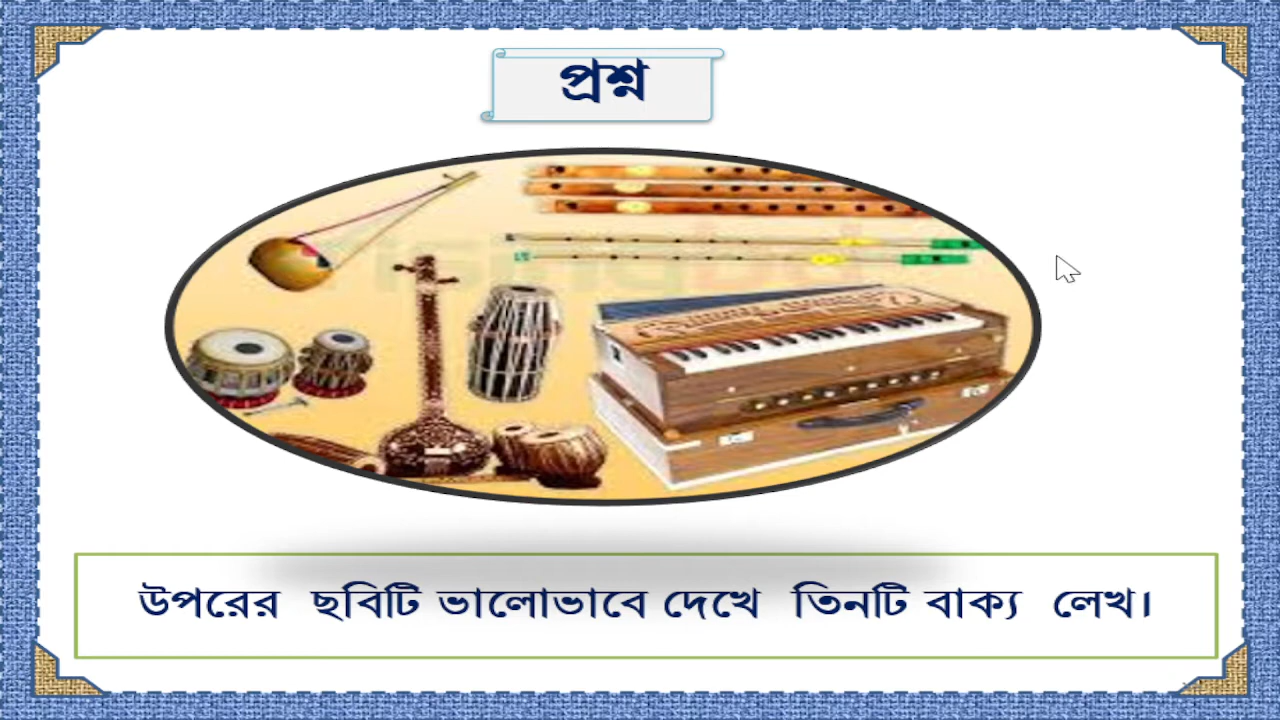 প্রশ্ন
উপরের ছবিটি ভালোভাবে দেখে তিনটি বাক্য লেখ।